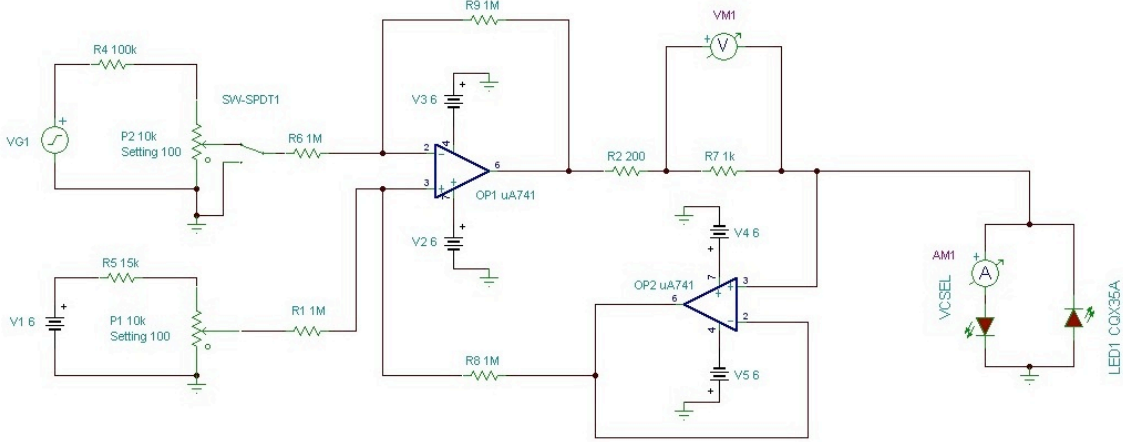 R9 1M
VM1
+
V
R4 100k
V3 6
+
SW-SPDT1
+
VG1
P2 10k
Setting 100
R6 1M
2
4
6
3
7
OP1 uA741
R2 200
R7 1k
V2 6
+
V4 6
+
R5 15k
OP2 uA741
7
3
6
4
2
AM1
+
A
VCSEL
LED1 CQX35A
V1 6
+
P1 10k
Setting 100
R1 1M
R8 1M
V5 6
+